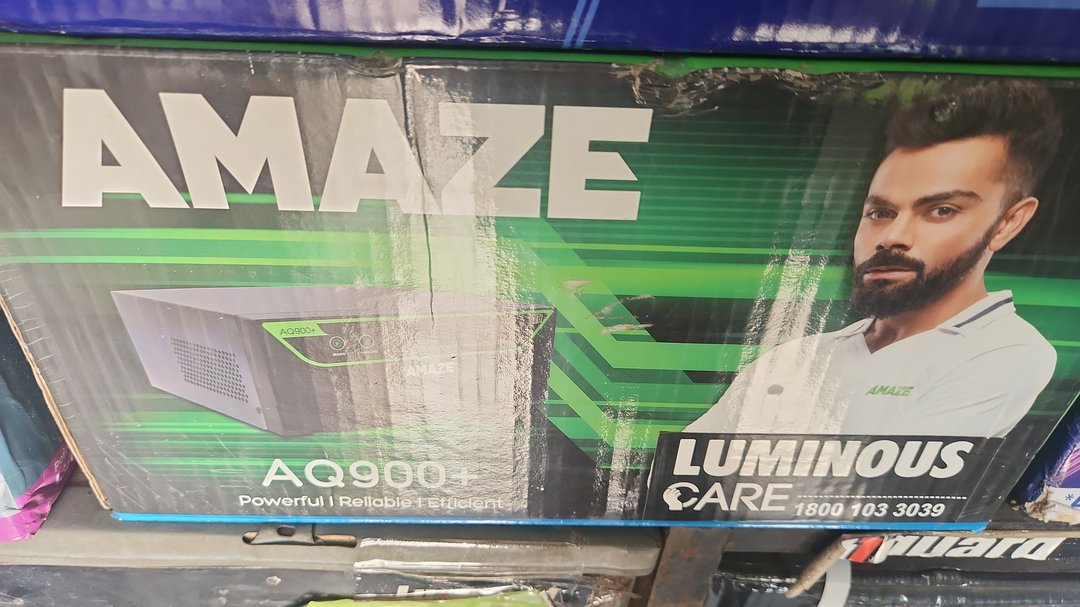 AMAZE
AQ900+
AMAZE
AMAZE
AQ900+
Powerful | Reliable | Efficient
LUMINOUS
CARE
1800 103 3039